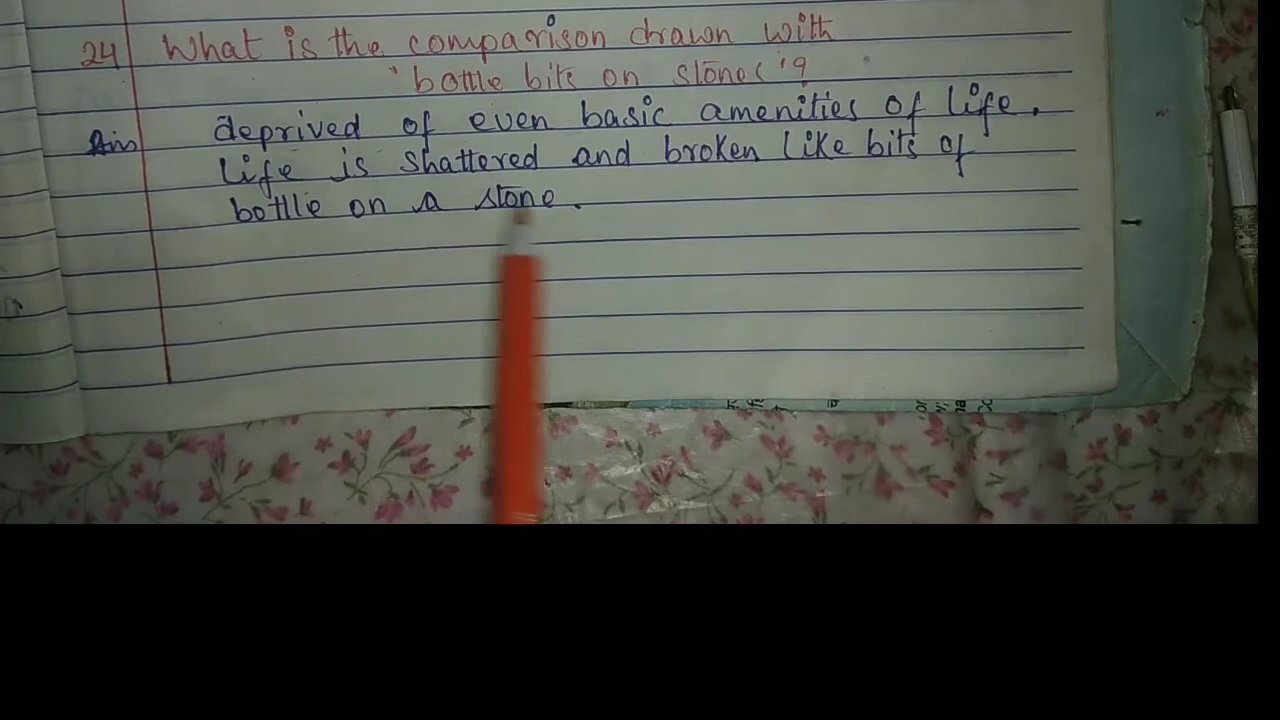 24 What is the comparison drawn with
'bottle bits on stones'?
Ans deprived of even basic amenities of life.
Life is shattered and broken like bits of
bottle on a stone.